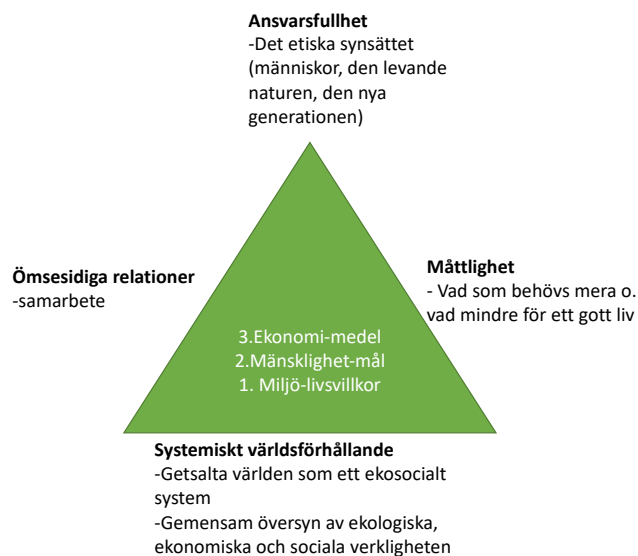 Ansvarsfullhet
-Det etiska synsättet
(människor, den levande
naturen, den nya
generationen)
Ömsesidiga relationer
-samarbete
Måttlighet
- Vad som behövs mera o.
vad mindre för ett gott liv
3.Ekonomi-medel
2.Mänsklighet-mål
1. Miljö-livsvillkor
Systemiskt världsförhållande
-Getsalta världen som ett ekosocialt
system
-Gemensam översyn av ekologiska,
ekonomiska och sociala verkligheten